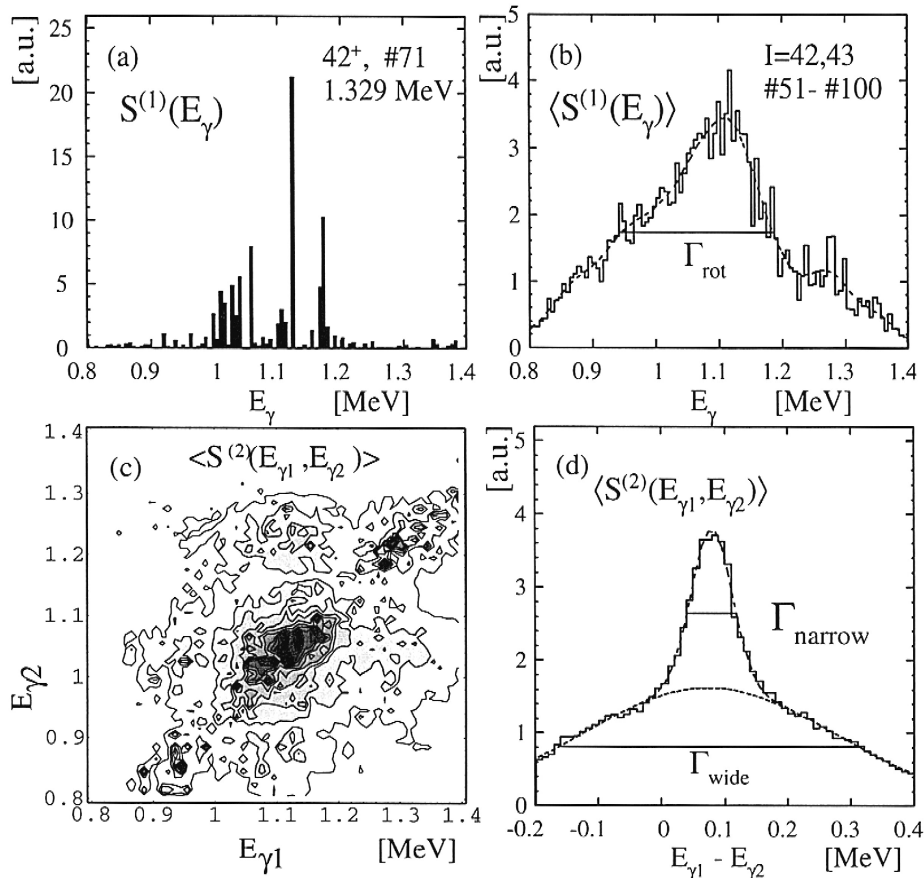 [a.u.]
(a)
42⁺, #71
1.329 MeV
S⁽¹⁾(Eγ)
25
20
15
10
5
0
0.8 0.9 1 1.1 1.2 1.3 1.4
Eγ [MeV]
[a.u.]
(b)
I=42,43
#51- #100
⟨S⁽¹⁾(Eγ)⟩
Γrot
5
4
3
2
1
0
0.8 0.9 1 1.1 1.2 1.3 1.4
Eγ [MeV]
(c)
<S⁽²⁾(Eγ1,Eγ2)>
Eγ2
1.4
1.3
1.2
1.1
1
0.9
0.8
0.8 0.9 1 1.1 1.2 1.3 1.4
Eγ1 [MeV]
[a.u.]
(d)
⟨S⁽²⁾(Eγ1,Eγ2)⟩
Γnarrow
Γwide
5
4
3
2
1
0
-0.2 -0.1 0 0.1 0.2 0.3 0.4
Eγ1 - Eγ2 [MeV]